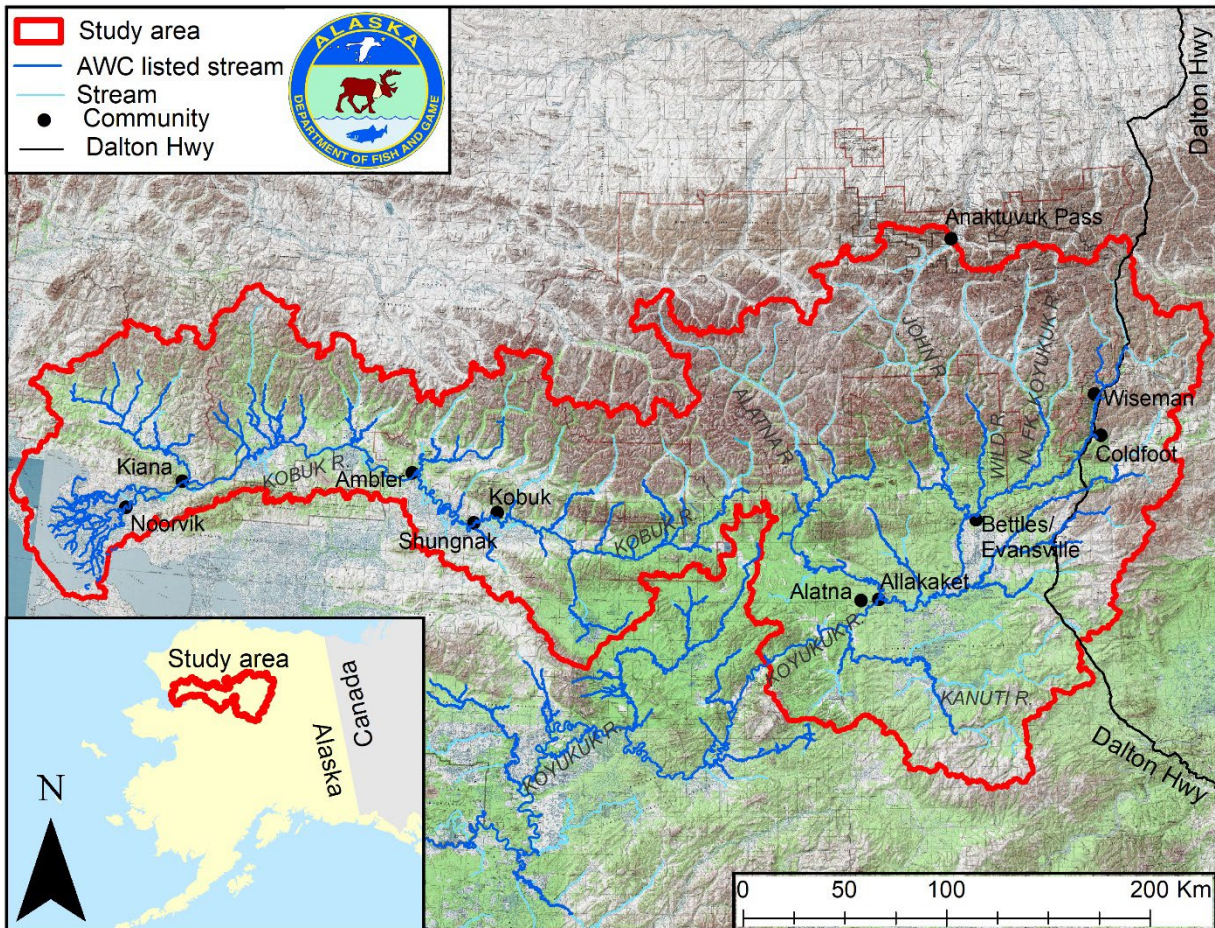 Study area
AWC listed stream
Stream
Community
Dalton Hwy
ALASKA
DEPARTMENT OF FISH AND GAME
Dalton Hwy
Anaktuvuk Pass
JOHN R.
N. FK. KOYUKUK R.
ALATNA R.
WILD R.
Wiseman
Coldfoot
Kiana
KOBUK R.
Ambler
Noorvik
Kobuk
Shungnak
KOBUK R.
Bettles/
Evansville
Alatna
Allakaket
KOYUKUK R.
KANUTI R.
KOYUKUK R.
Dalton Hwy
Study area
Alaska
Canada
N
0 50 100 200 Km